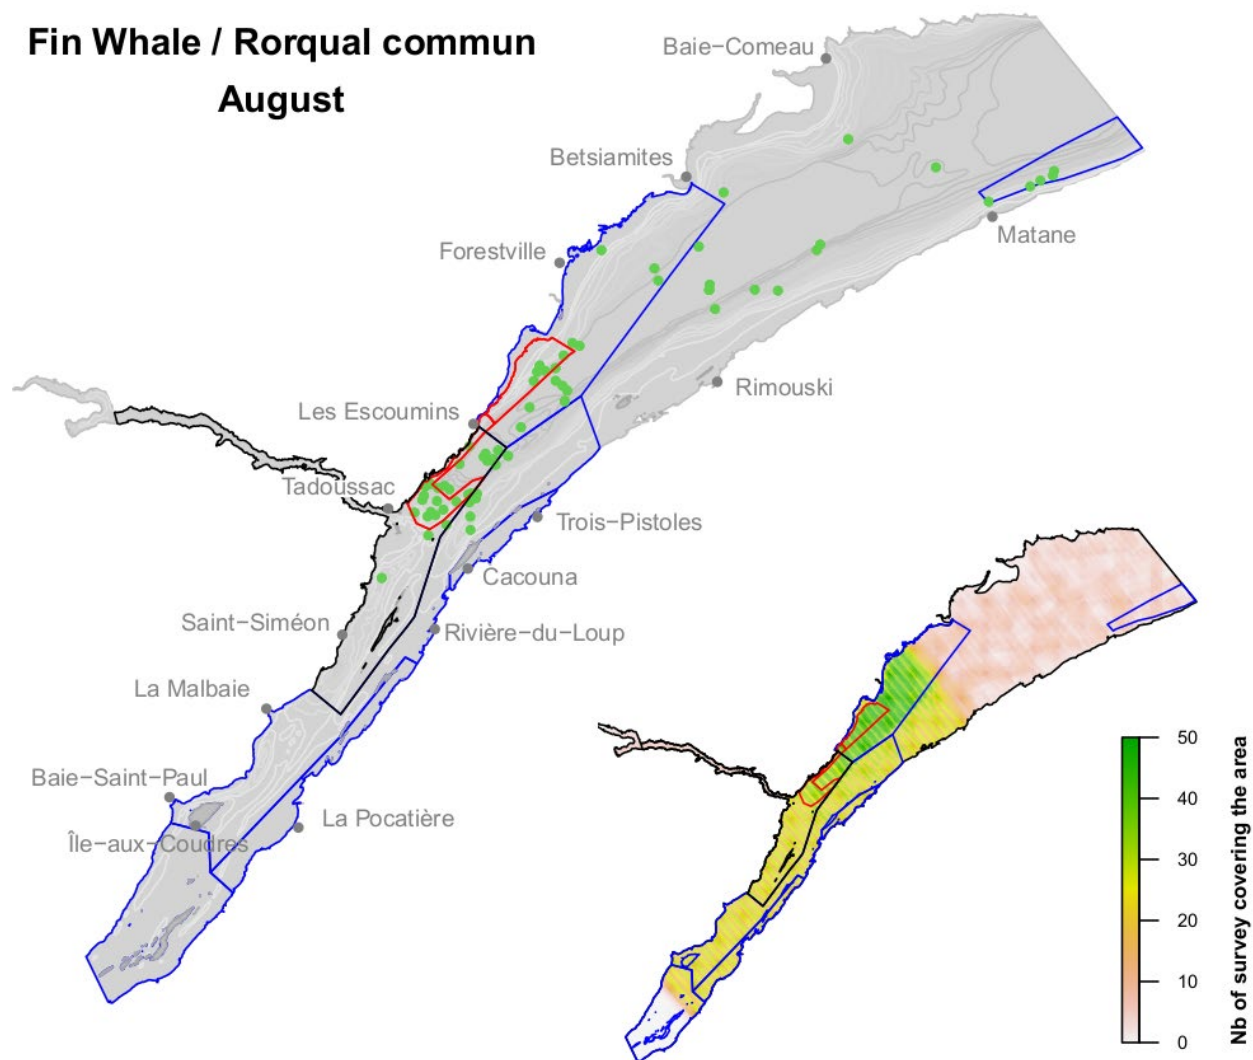 Fin Whale / Rorqual commun
August
Baie−Comeau
Betsiamites
Forestville
Matane
Rimouski
Les Escoumins
Tadoussac
Trois−Pistoles
Cacouna
Saint−Siméon
Rivière−du−Loup
La Malbaie
Baie−Saint−Paul
La Pocatière
Île−aux−Coudres
50
40
30
20
10
0
Nb of survey covering the area